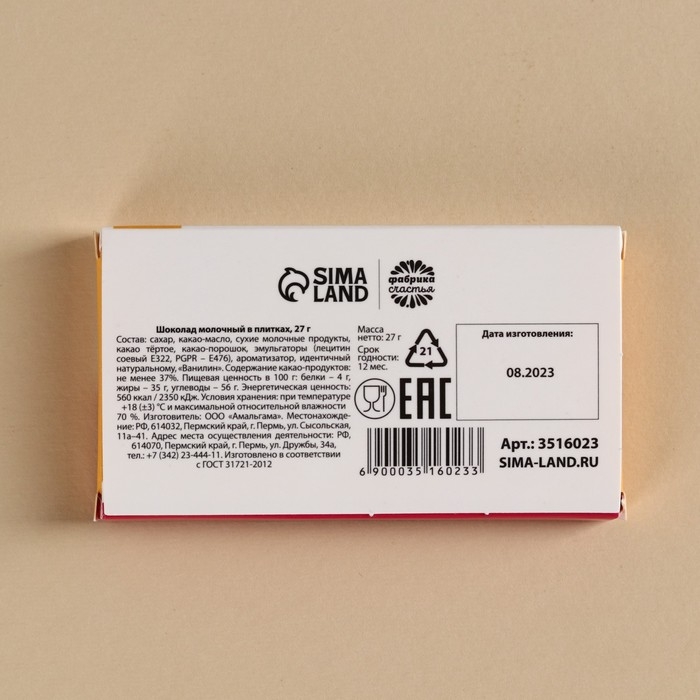 SIMA
LAND
фабрика
счастья
Шоколад молочный в плитках, 27 г
Состав: сахар, какао-масло, сухие молочные продукты,
какао тёртое, какао-порошок, эмульгаторы (лецитин
соевый Е322, PGPR – Е476), ароматизатор, идентичный
натуральному, «Ванилин». Содержание какао-продуктов:
не менее 37%. Пищевая ценность в 100 г: белки – 4 г,
жиры – 35 г, углеводы – 56 г. Энергетическая ценность:
560 ккал / 2350 кДж. Условия хранения: при температуре
+18 (±3) °С и максимальной относительной влажности
70 %. Изготовитель: ООО «Амальгама». Местонахожде-
ние: РФ, 614032, Пермский край, г. Пермь, ул. Сысольская,
11а–41. Адрес места осуществления деятельности: РФ,
614070, Пермский край, г. Пермь, ул. Дружбы, 34а,
тел.: +7 (342) 23-444-11. Изготовлено в соответствии
с ГОСТ 31721-2012
Масса
нетто: 27 г
Срок
годности:
12 мес.
21
EAC
6 900035 160233
Дата изготовления:
08.2023
Арт.: 3516023
SIMA-LAND.RU